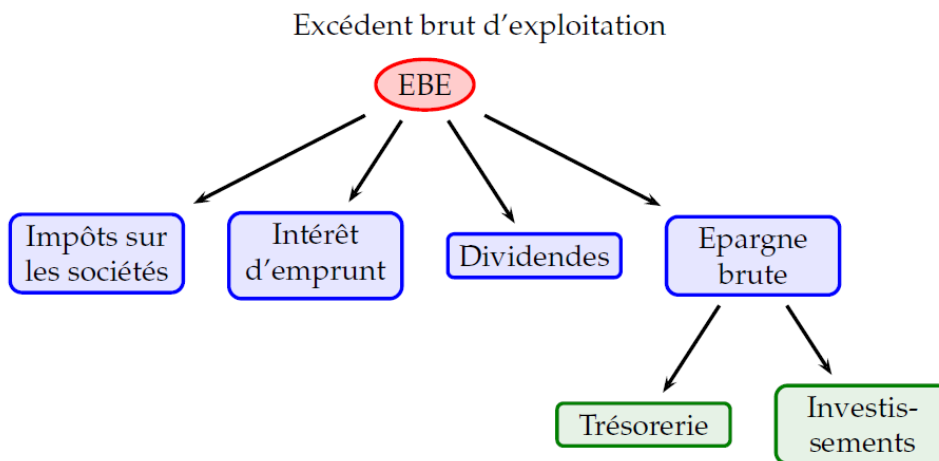 Excédent brut d'exploitation
EBE
Impôts sur
les sociétés
Intérêt
d'emprunt
Dividendes
Epargne
brute
Trésorerie
Investis-
sements